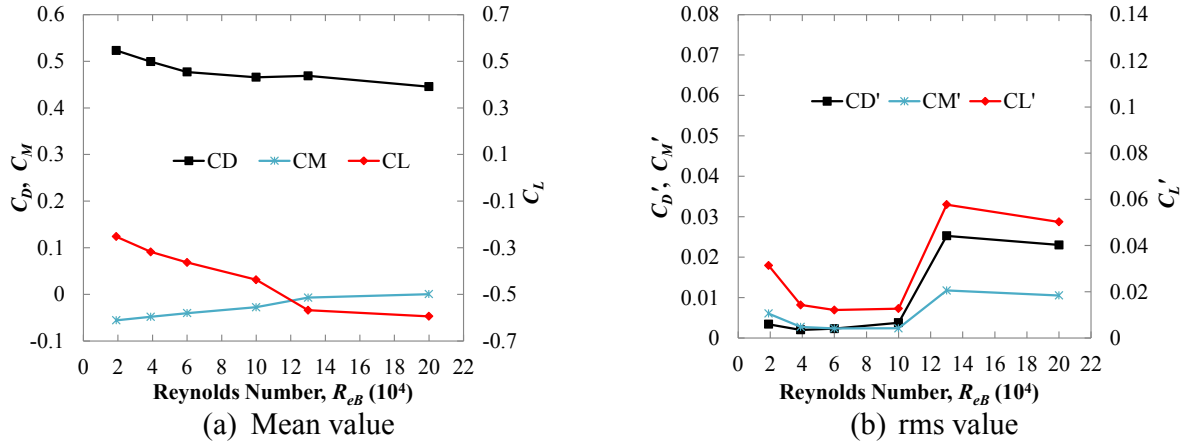 0.6
0.5
0.4
0.3
0.2
0.1
0
-0.1
C_D, C_M
0.7
0.5
0.3
0.1
-0.1
-0.3
-0.5
-0.7
C_L
CD CM CL
0 2 4 6 8 10 12 14 16 18 20 22
Reynolds Number, R_eB (10⁴)
(a) Mean value
0.08
0.07
0.06
0.05
0.04
0.03
0.02
0.01
0
C_D', C_M'
0.14
0.12
0.1
0.08
0.06
0.04
0.02
0
C_L'
CD' CM' CL'
0 2 4 6 8 10 12 14 16 18 20 22
Reynolds Number, R_eB (10⁴)
(b) rms value